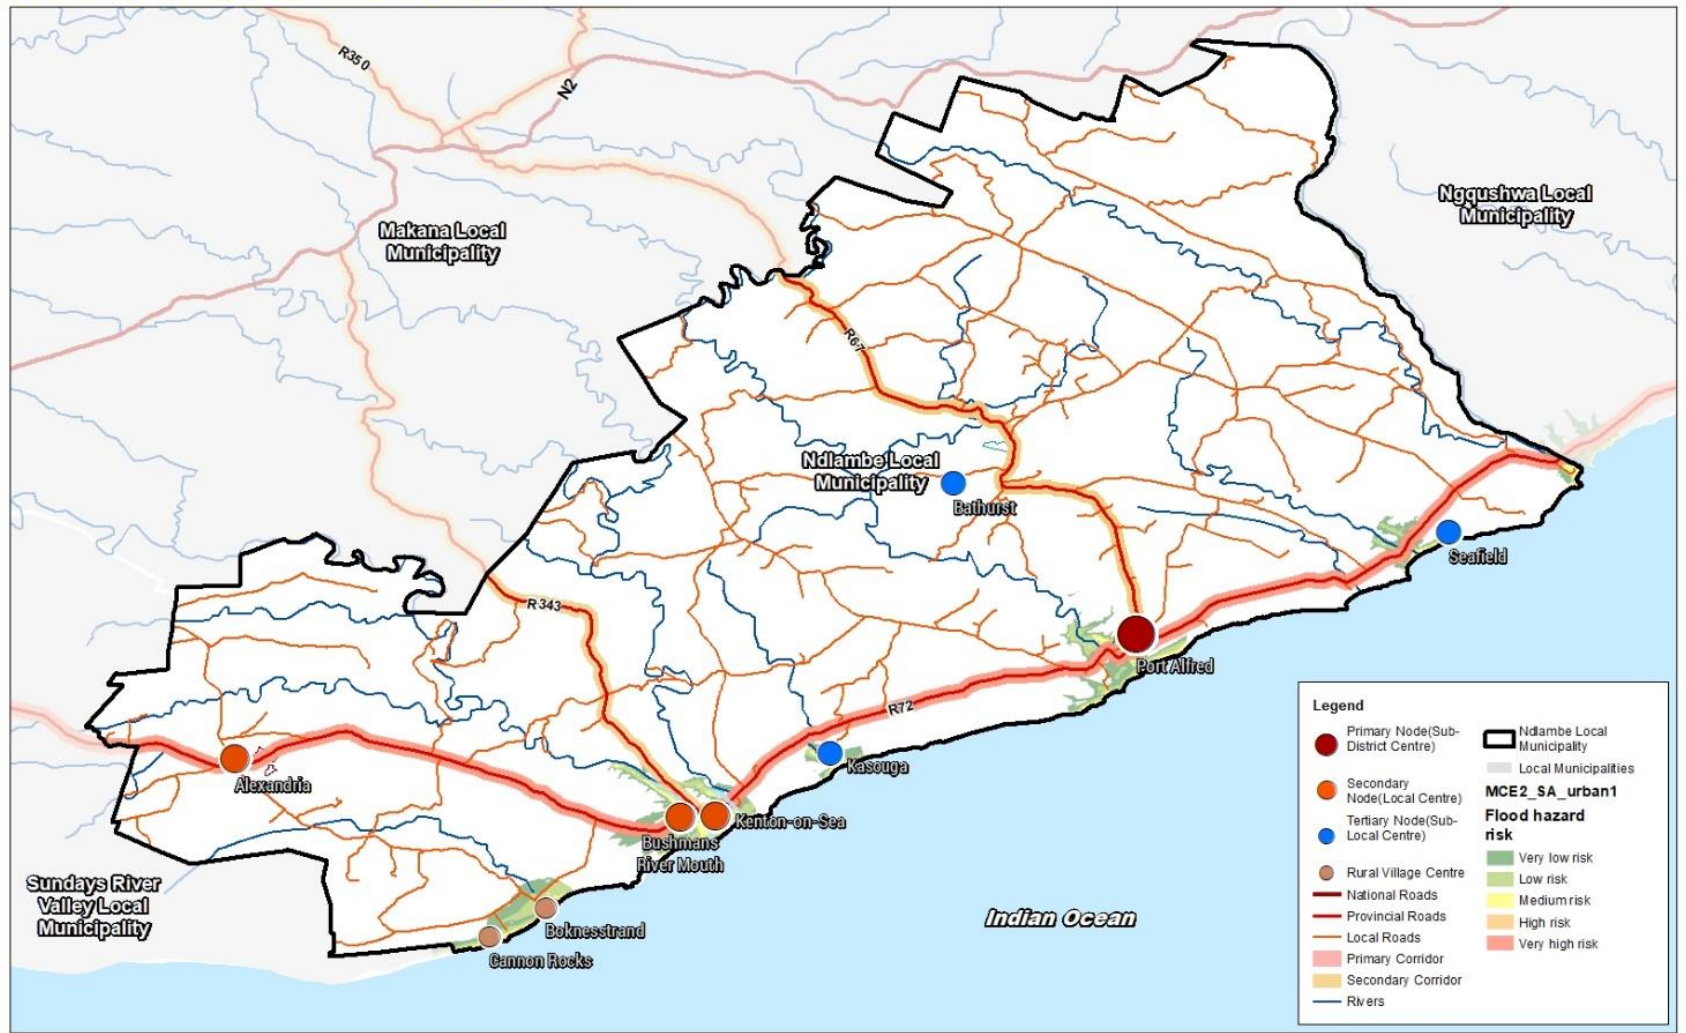 R350
N2
Makana Local
Municipality
Ngqushwa Local
Municipality
R67
Ndlambe Local
Municipality
Bathurst
Seafield
R343
Port Alfred
R72
Kasouga
Alexandria
Kenton-on-Sea
Bushmans
River Mouth
Sundays River
Valley Local
Municipality
Boknesstrand
Cannon Rocks
Indian Ocean
Legend
Primary Node(Sub-
District Centre)
Secondary
Node(Local Centre)
Tertiary Node(Sub-
Local Centre)
Rural Village Centre
National Roads
Provincial Roads
Local Roads
Primary Corridor
Secondary Corridor
Rivers
Ndlambe Local
Municipality
Local Municipalities
MCE2_SA_urban1
Flood hazard
risk
Very low risk
Low risk
Medium risk
High risk
Very high risk